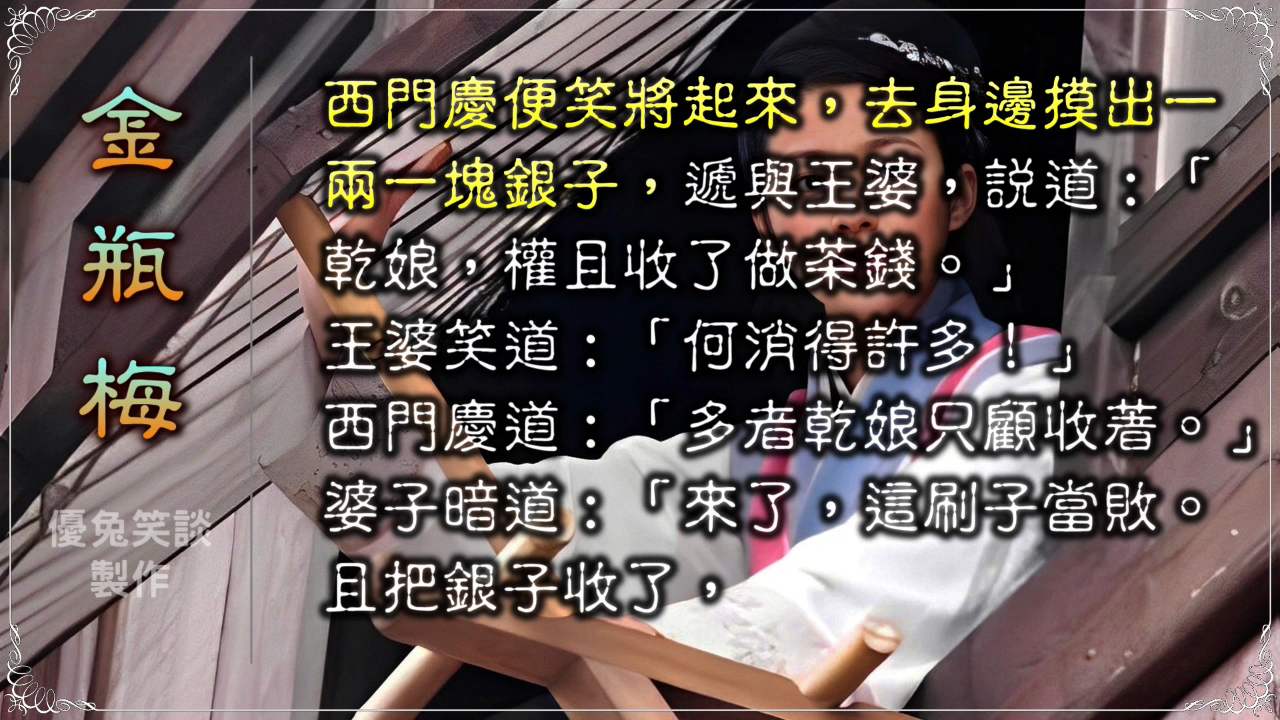 金瓶梅
優兔笑談
製作
西門慶便笑將起來，去身邊摸出一
兩一塊銀子，遞與王婆，説道：「
乾娘，權且收了做茶錢。」
王婆笑道：「何消得許多！」
西門慶道：「多者乾娘只顧收著。」
婆子暗道：「來了，這刷子當敗。
且把銀子收了，